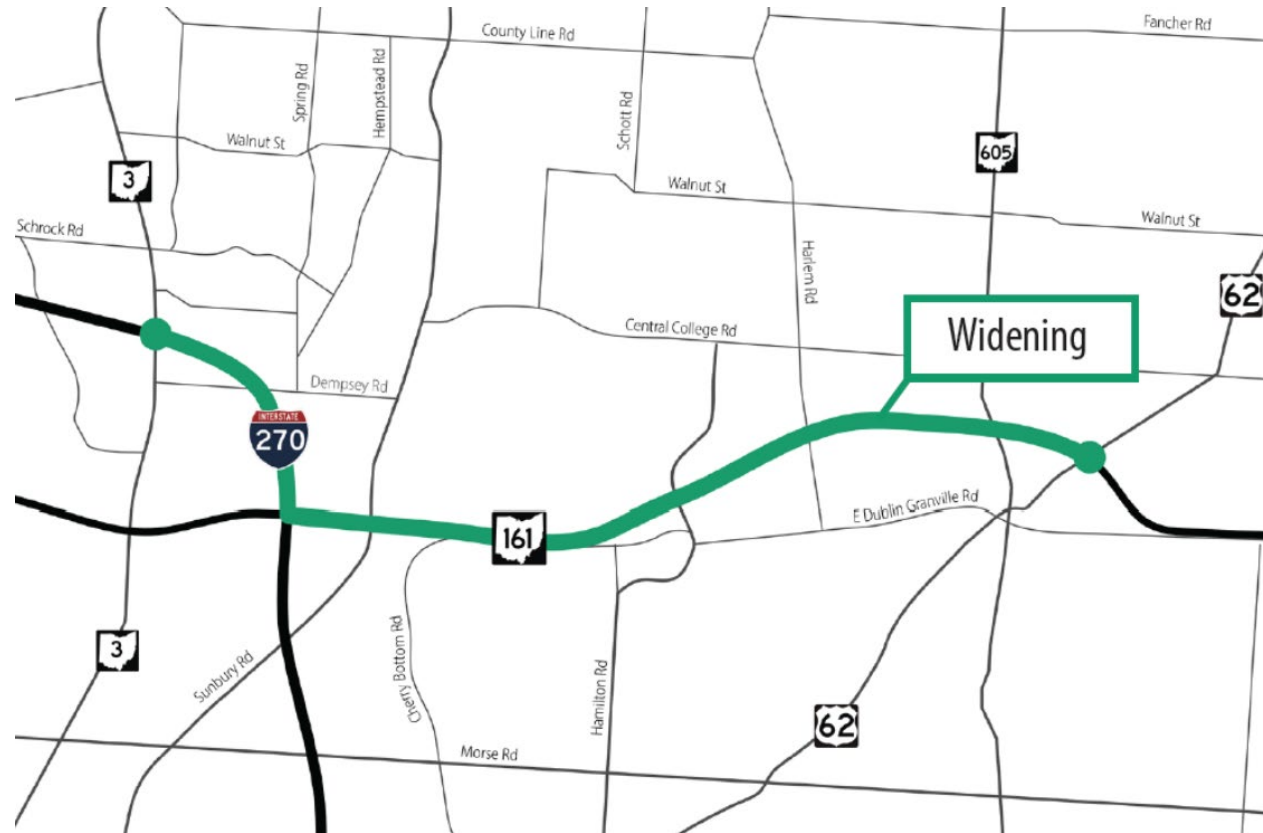 County Line Rd
Fancher Rd
Spring Rd
Hempstead Rd
Schott Rd
Walnut St
605
3
Walnut St
Walnut St
Schrock Rd
Harlem Rd
62
Central College Rd
Widening
Dempsey Rd
INTERSTATE
270
E Dublin Granville Rd
161
Cherry Bottom Rd
3
Sunbury Rd
Hamilton Rd
62
Morse Rd